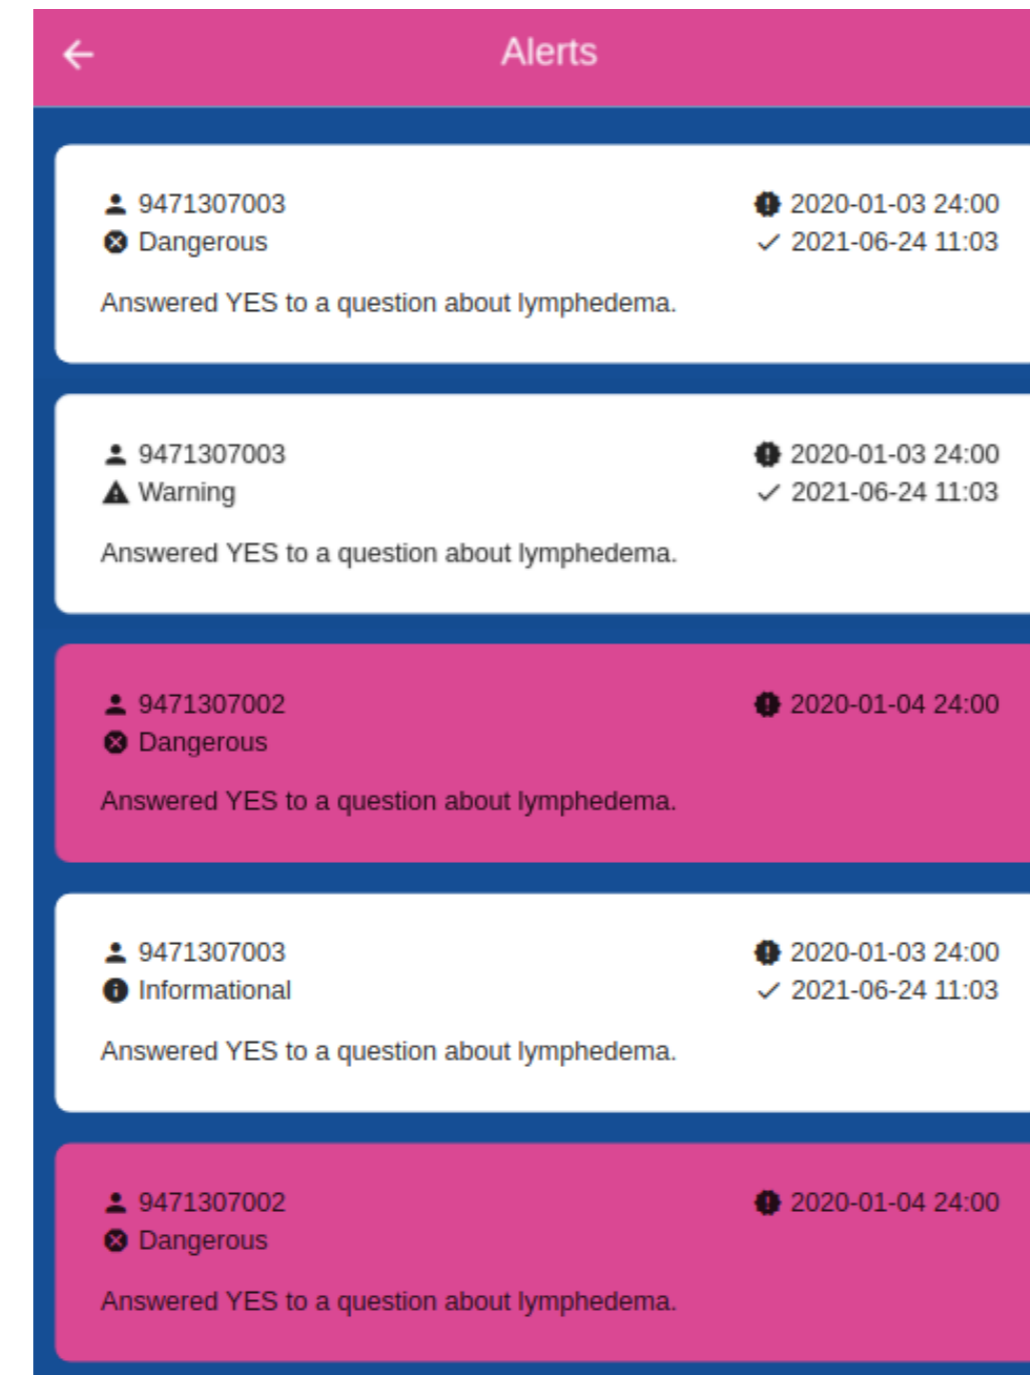 Alerts
9471307003 2020-01-03 24:00
Dangerous 2021-06-24 11:03
Answered YES to a question about lymphedema.
9471307003 2020-01-03 24:00
Warning 2021-06-24 11:03
Answered YES to a question about lymphedema.
9471307002 2020-01-04 24:00
Dangerous
Answered YES to a question about lymphedema.
9471307003 2020-01-03 24:00
Informational 2021-06-24 11:03
Answered YES to a question about lymphedema.
9471307002 2020-01-04 24:00
Dangerous
Answered YES to a question about lymphedema.